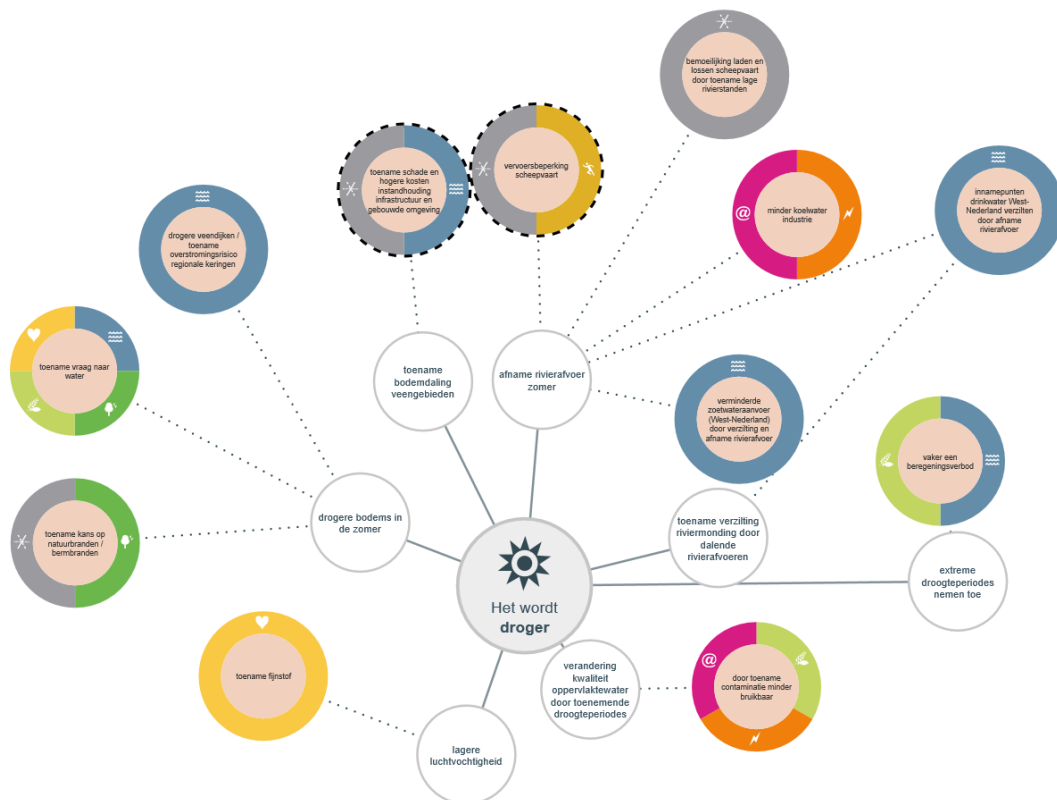 bemoeilijking laden en
lossen scheepvaart
door toename lage
rivierstanden
toename schade en
hogere kosten
instandhouding
infrastructuur en
gebouwde omgeving
vervoersbeperking
scheepvaart
@
minder koelwater
industrie
innamepunten
drinkwater West-
Nederland verzilten
door afname
rivierafvoer
drogere veendijken /
toename
overstromingsrisico
regionale keringen
toename vraag naar
water
toename
bodemdaling
veengebieden
afname rivierafvoer
zomer
verminderde
zoetwateraanvoer
(West-Nederland)
door verzilting en
afname rivierafvoer
vaker een
beregeningsverbod
toename kans op
natuurbranden /
bermbranden
drogere bodems in
de zomer
toename verzilting
riviermonding door
dalende
rivierafvoeren
extreme
droogteperiodes
nemen toe
Het wordt
droger
toename fijnstof
verandering
kwaliteit
oppervlaktewater
door toenemende
droogteperiodes
@
door toename
contaminatie minder
bruikbaar
lagere
luchtvochtigheid